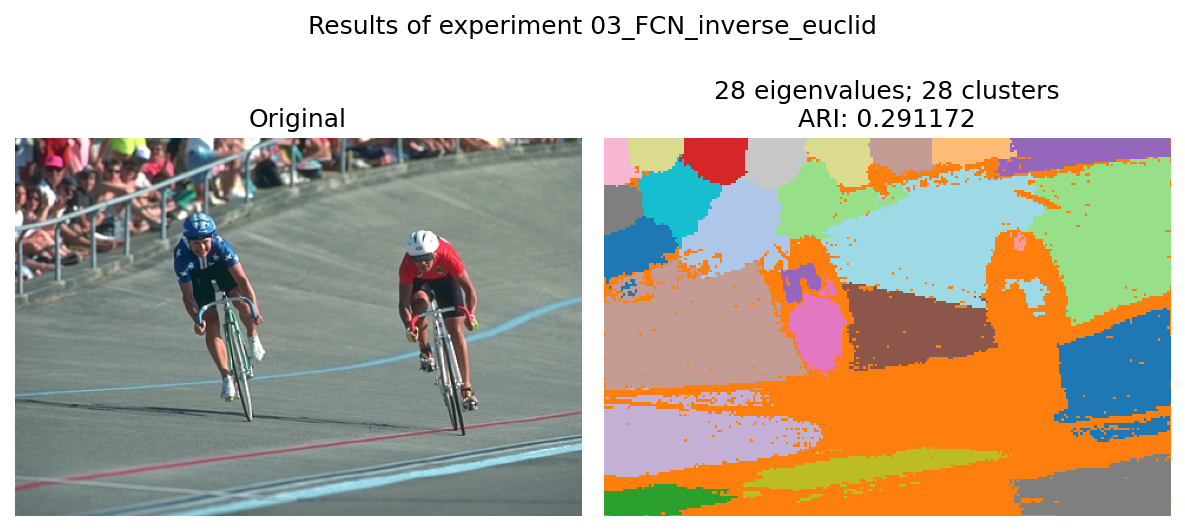 Results of experiment 03_FCN_inverse_euclid
Original
28 eigenvalues; 28 clusters
ARI: 0.291172